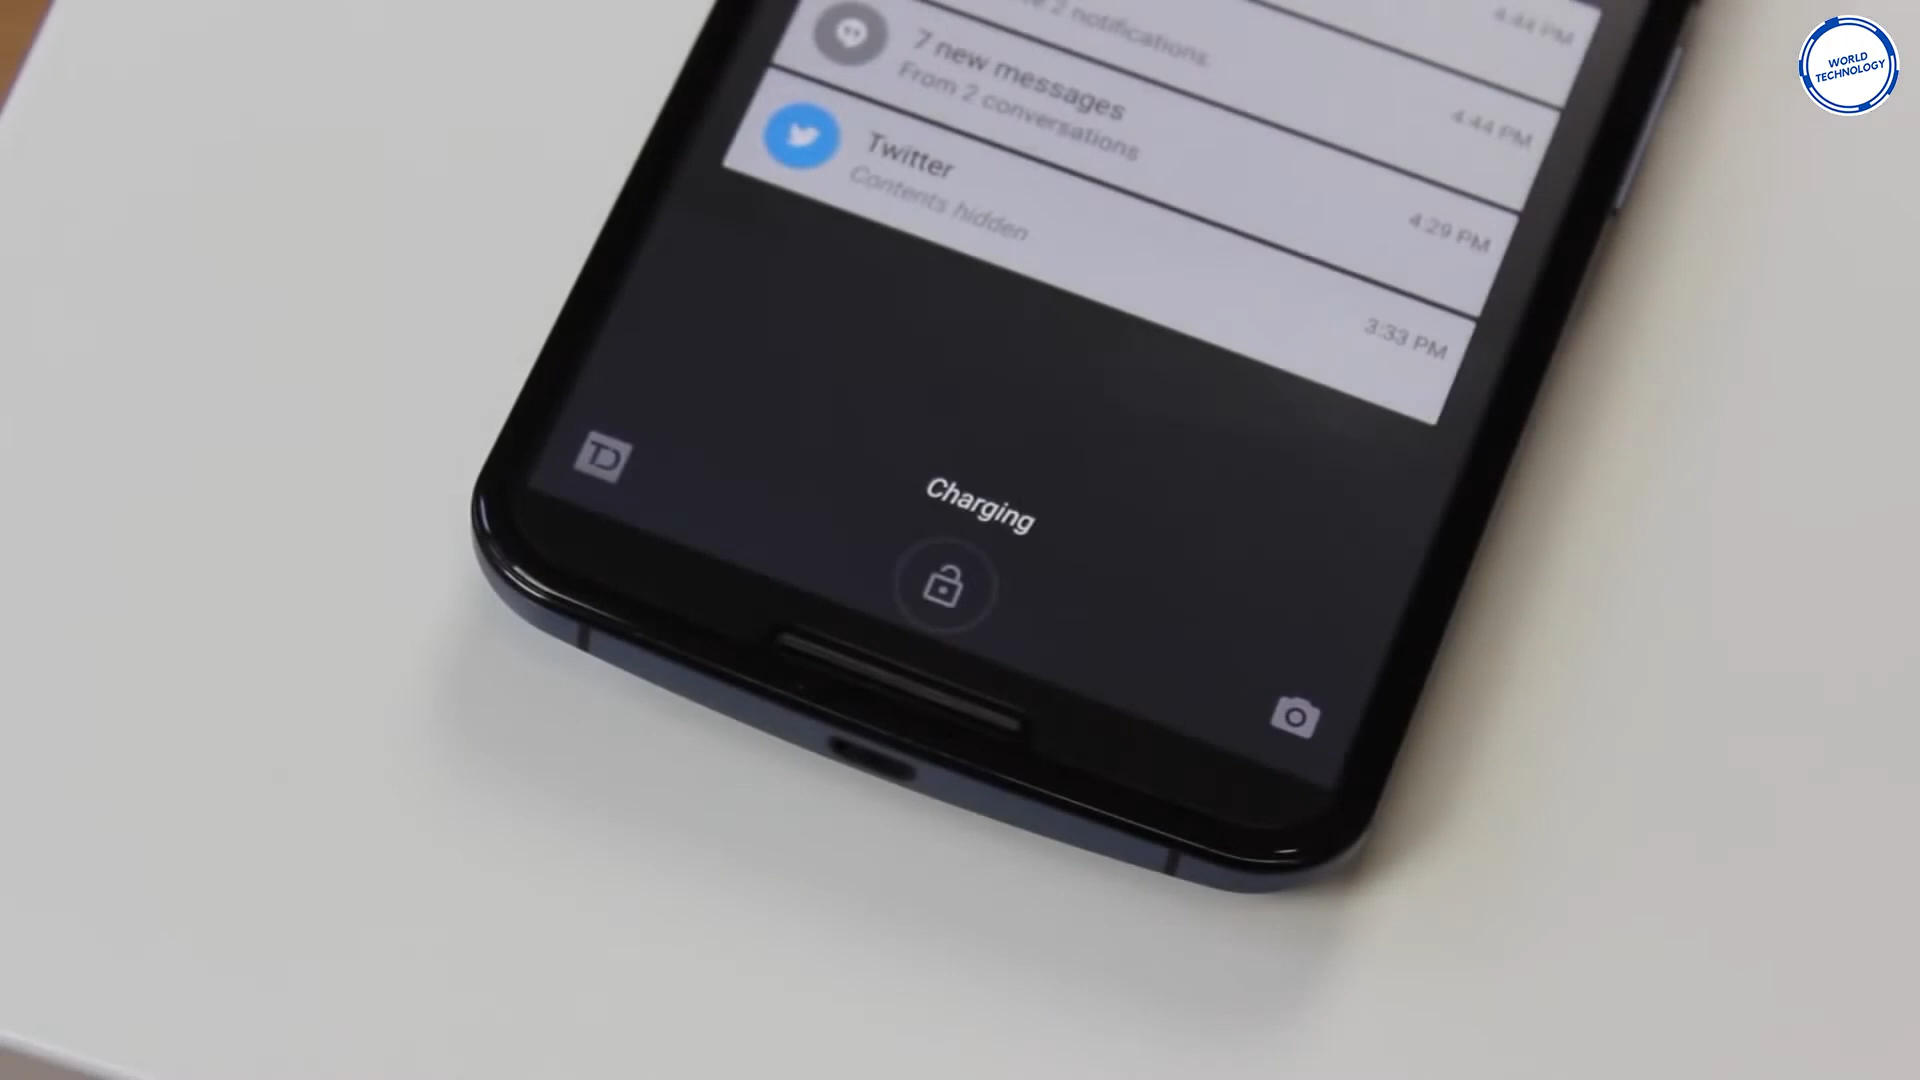 2 notifications.
4:44 PM
7 new messages
From 2 conversations
4:44 PM
Twitter
Contents hidden
4:29 PM
3:33 PM
TD
Charging
WORLD
TECHNOLOGY